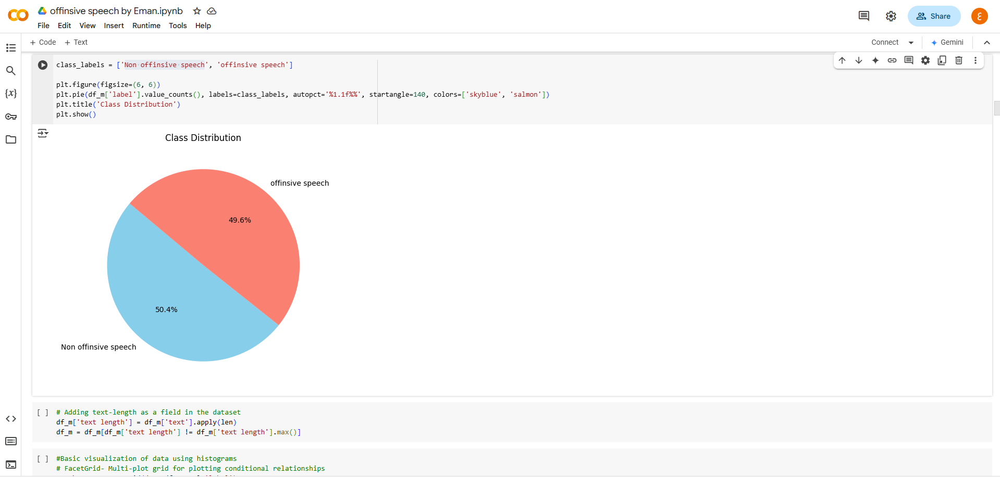 offinsive speech by Eman.ipynb
File Edit View Insert Runtime Tools Help
Share
ε
+ Code + Text
Connect
Gemini
class_labels = ['Non offinsive speech', 'offinsive speech']
plt.figure(figsize=(6, 6))
plt.pie(df_m['label'].value_counts(), labels=class_labels, autopct='%1.1f%%', startangle=140, colors=['skyblue', 'salmon'])
plt.title('Class Distribution')
plt.show()
{x}
Class Distribution
offinsive speech
49.6%
50.4%
Non offinsive speech
[ ] # Adding text-length as a field in the dataset
df_m['text length'] = df_m['text'].apply(len)
df_m = df_m[df_m['text length'] != df_m['text length'].max()]
[ ] #Basic visualization of data using histograms
# FacetGrid- Multi-plot grid for plotting conditional relationships